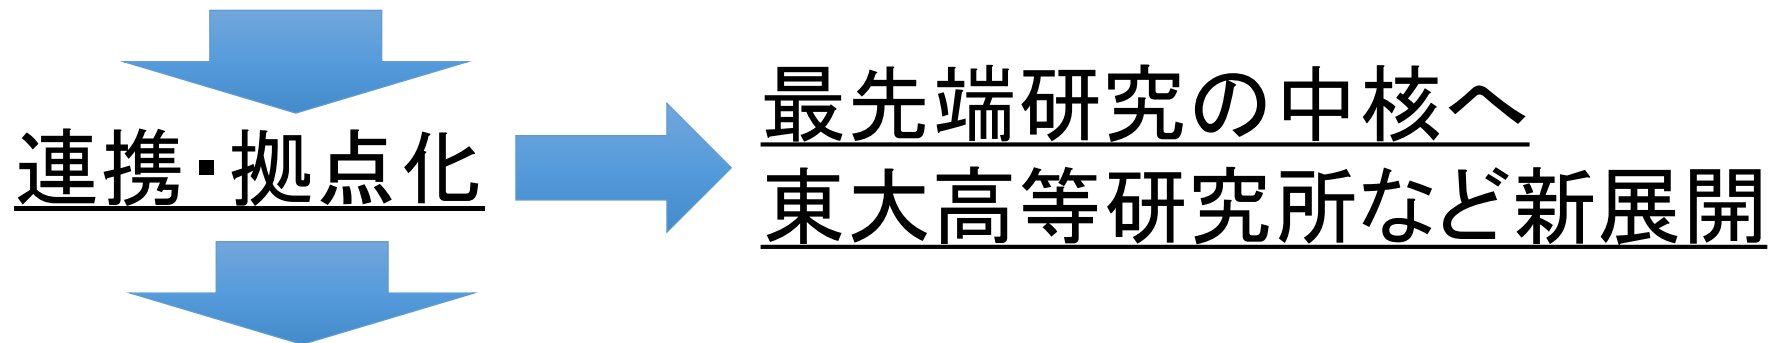 連携・拠点化
最先端研究の中核へ
東大高等研究所など新展開